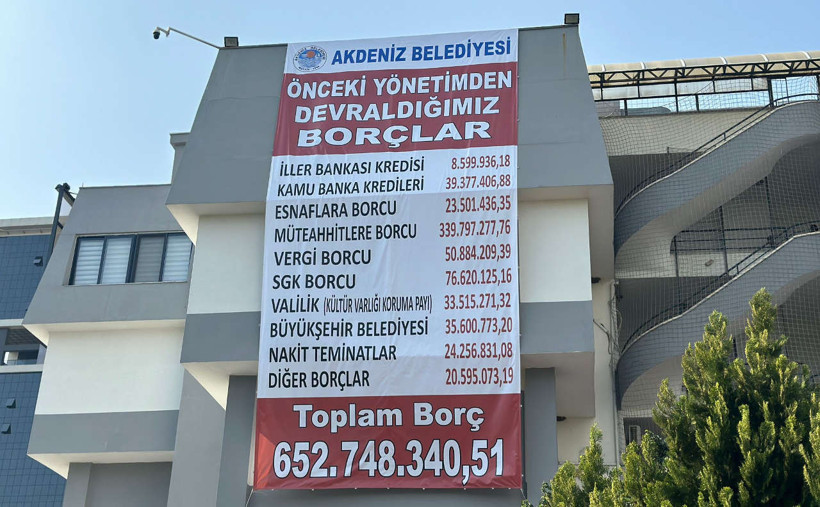 AKDENİZ BELEDİYESİ
ÖNCEKİ YÖNETİMDEN
DEVRALDIĞIMIZ
BORÇLAR
İLLER BANKASI KREDİSİ 8.599.936,18
KAMU BANKA KREDİLERİ 39.377.406,88
ESNAFLARA BORCU 23.501.436,35
MÜTEAHHİTLERE BORCU 339.797.277,76
VERGİ BORCU 50.884.209,39
SGK BORCU 76.620.125,16
VALİLİK (KÜLTÜR VARLIĞI KORUMA PAYI) 33.515.271,32
BÜYÜKŞEHİR BELEDİYESİ 35.600.773,20
NAKİT TEMİNATLAR 24.256.831,08
DİĞER BORÇLAR 20.595.073,19
Toplam Borç
652.748.340,51